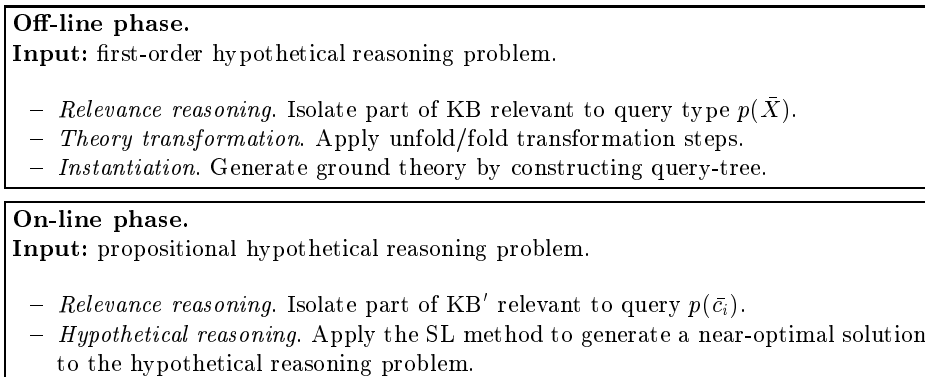 Off-line phase.
Input: first-order hypothetical reasoning problem.
– Relevance reasoning. Isolate part of KB relevant to query type p(X̄).
– Theory transformation. Apply unfold/fold transformation steps.
– Instantiation. Generate ground theory by constructing query-tree.
On-line phase.
Input: propositional hypothetical reasoning problem.
– Relevance reasoning. Isolate part of KB′ relevant to query p(c̄ᵢ).
– Hypothetical reasoning. Apply the SL method to generate a near-optimal solution
to the hypothetical reasoning problem.